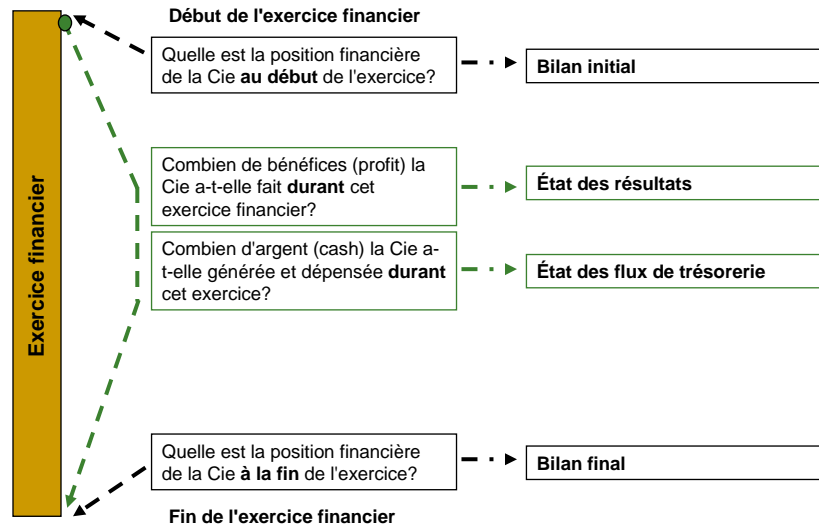 Début de l'exercice financier
Quelle est la position financière
de la Cie au début de l'exercice?
Bilan initial
Combien de bénéfices (profit) la
Cie a-t-elle fait durant cet
exercice financier?
État des résultats
Combien d'argent (cash) la Cie a-
t-elle générée et dépensée durant
cet exercice?
État des flux de trésorerie
Exercice financier
Quelle est la position financière
de la Cie à la fin de l'exercice?
Bilan final
Fin de l'exercice financier